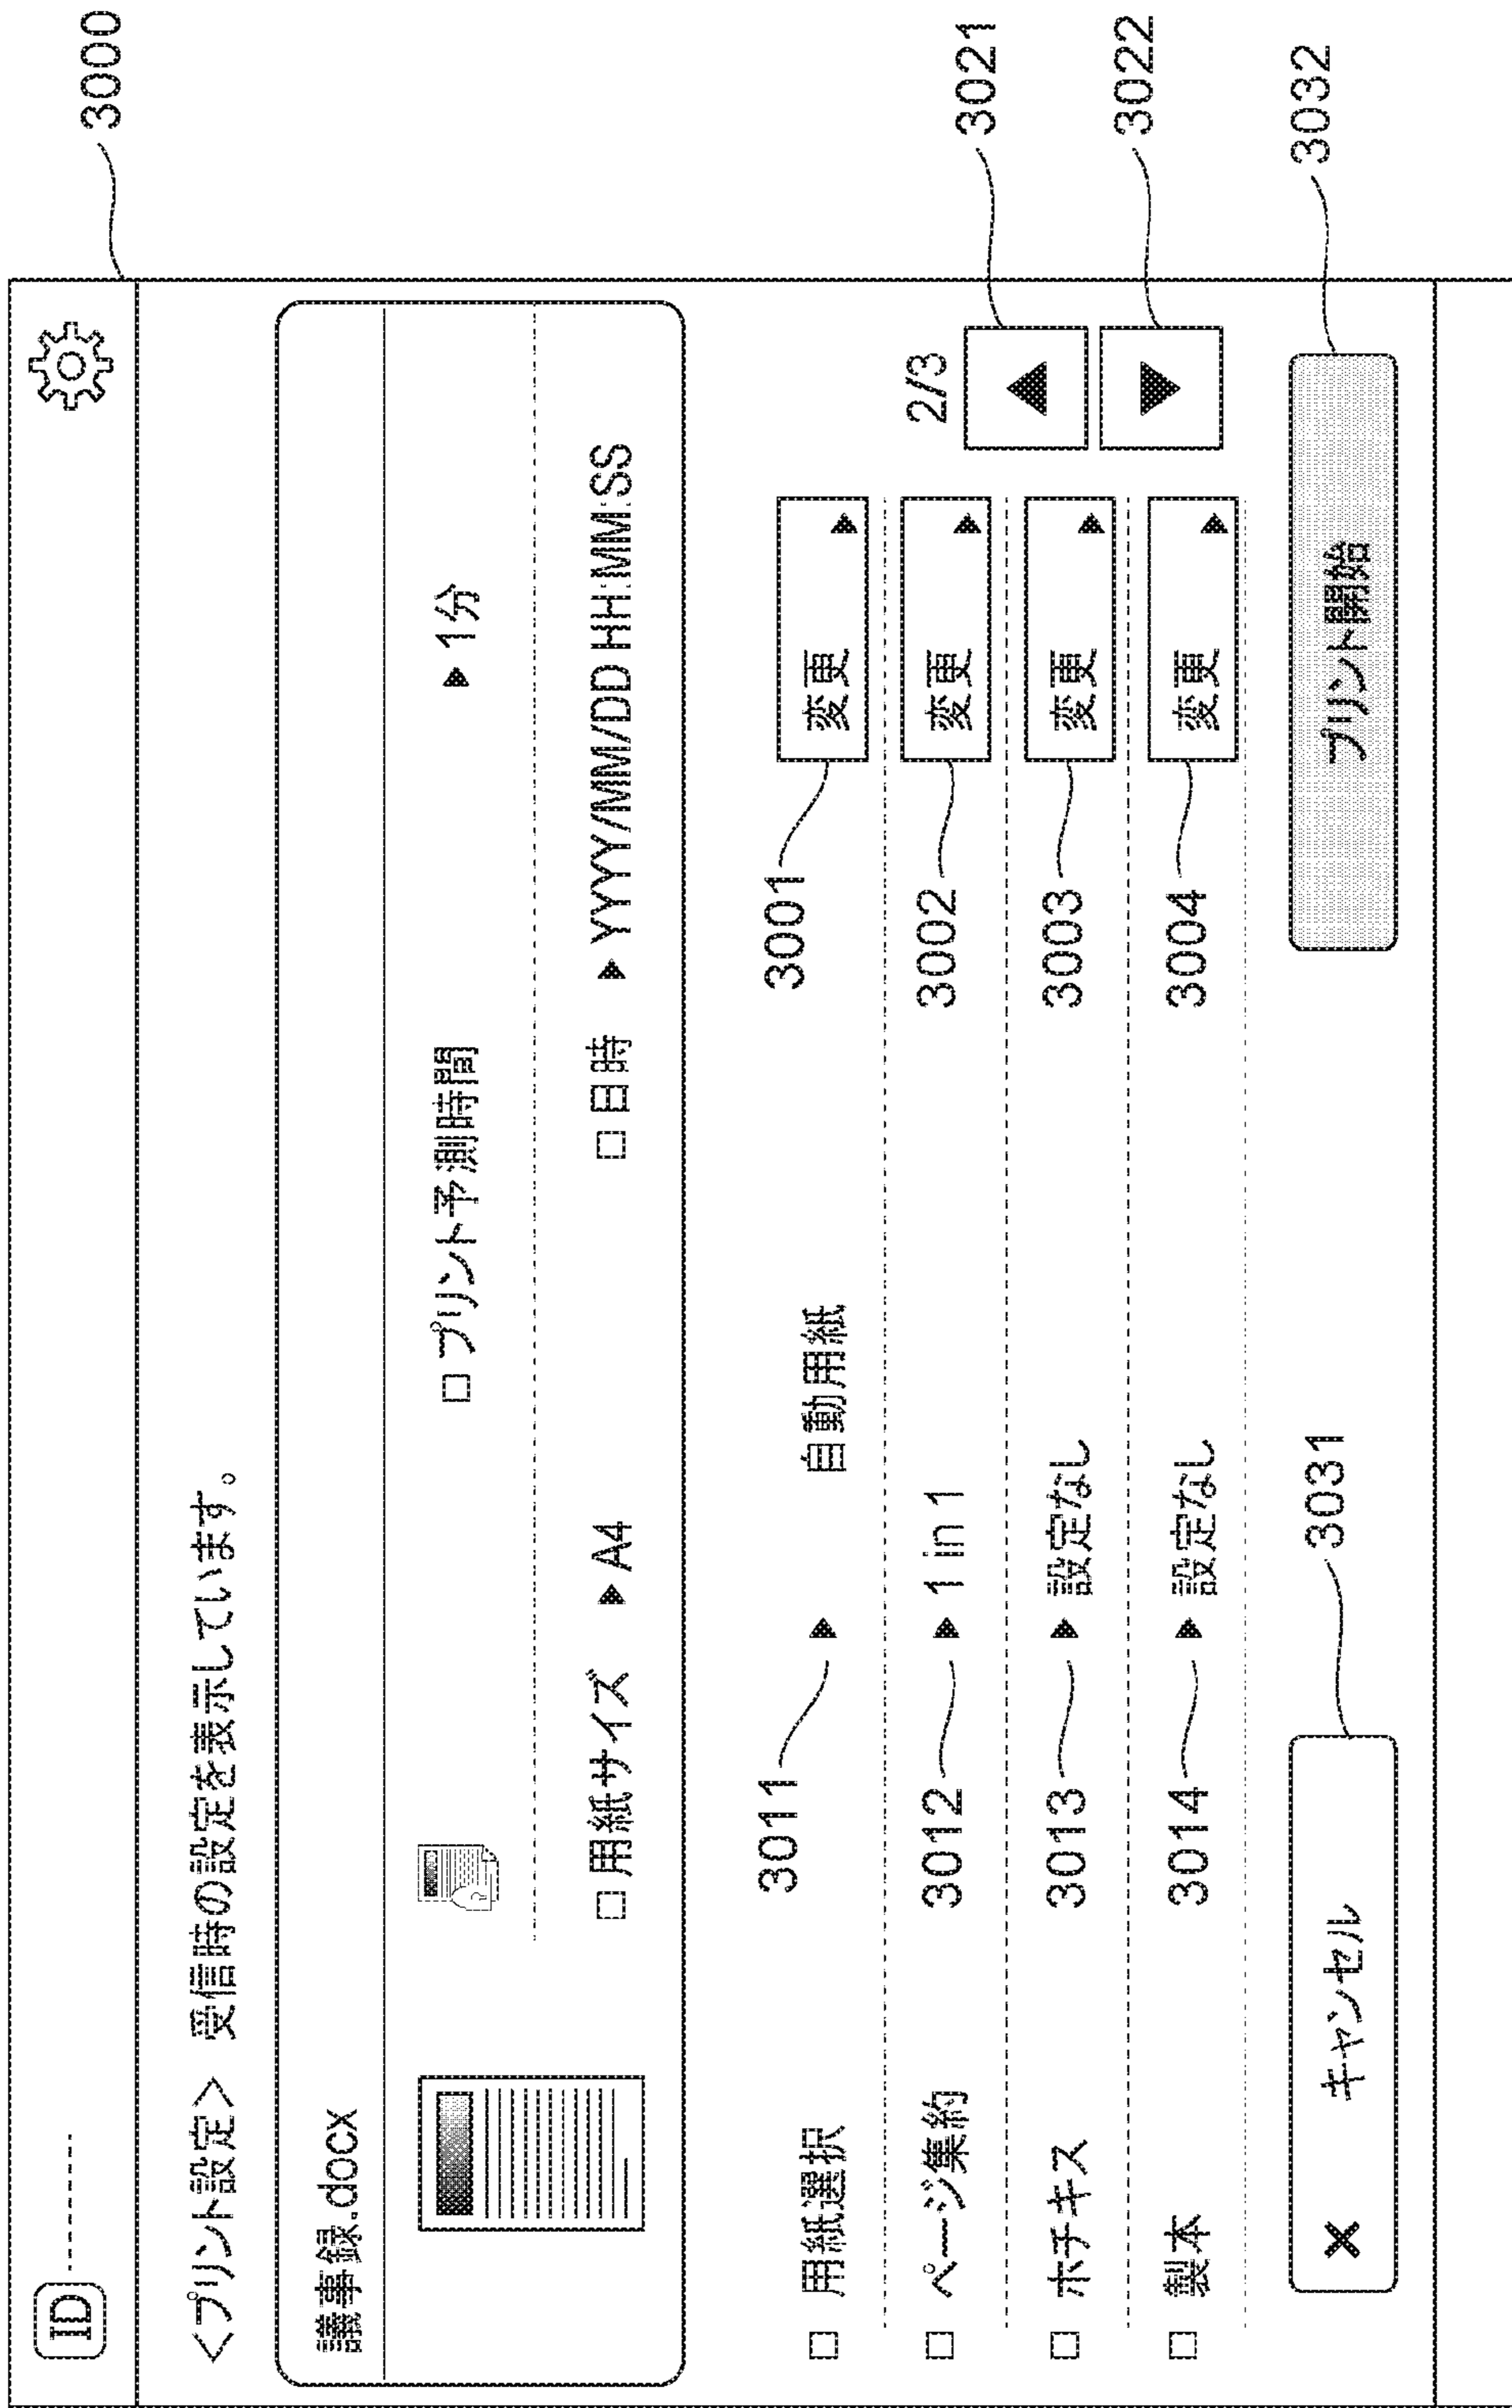 3000
ID
<プリント設定> 受信時の設定を表示しています。
議事録.docx
□ プリント予測時間 ▶ 1分
□ 用紙サイズ ▶ A4 □ 日時 ▶ YYYY/MM/DD HH:MM:SS
□ 用紙選択 3011 ▶ 自動用紙 3001 変更
□ ページ集約 3012 ▶ 1 in 1 3002 変更
□ ホチキス 3013 ▶ 設定なし 3003 変更
□ 製本 3014 ▶ 設定なし 3004 変更
2/3
▲ 3021
▼ 3022
× キャンセル 3031
プリント開始 3032